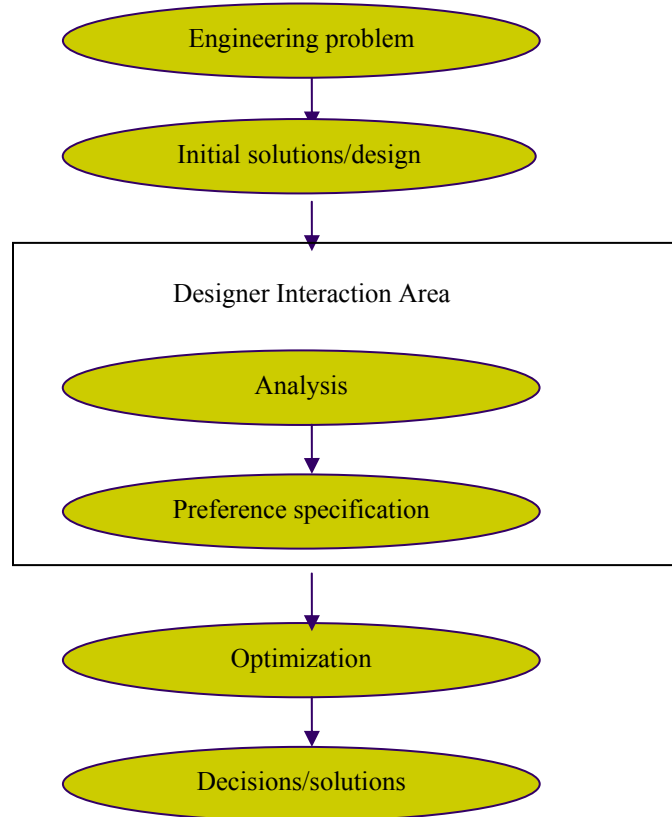 Engineering problem
Initial solutions/design
Designer Interaction Area
Analysis
Preference specification
Optimization
Decisions/solutions